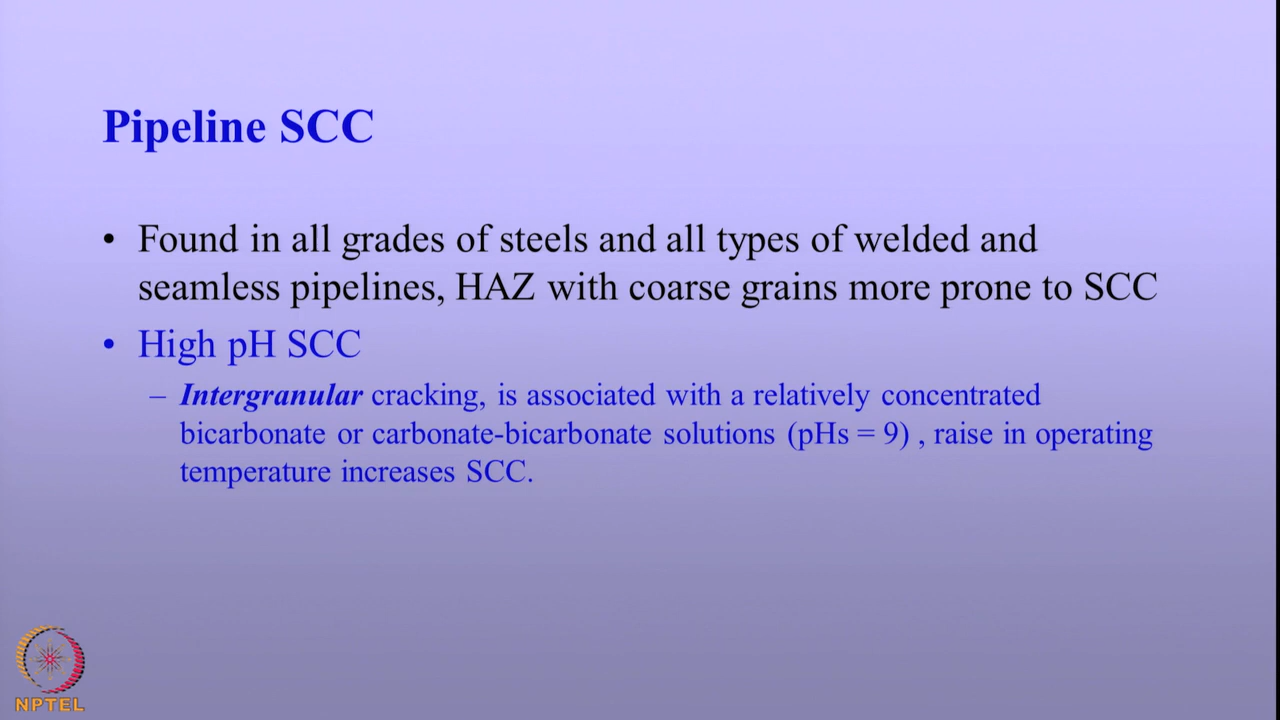 Pipeline SCC
• Found in all grades of steels and all types of welded and
seamless pipelines, HAZ with coarse grains more prone to SCC
• High pH SCC
– Intergranular cracking, is associated with a relatively concentrated
bicarbonate or carbonate-bicarbonate solutions (pHs = 9) , raise in operating
temperature increases SCC.
NPTEL